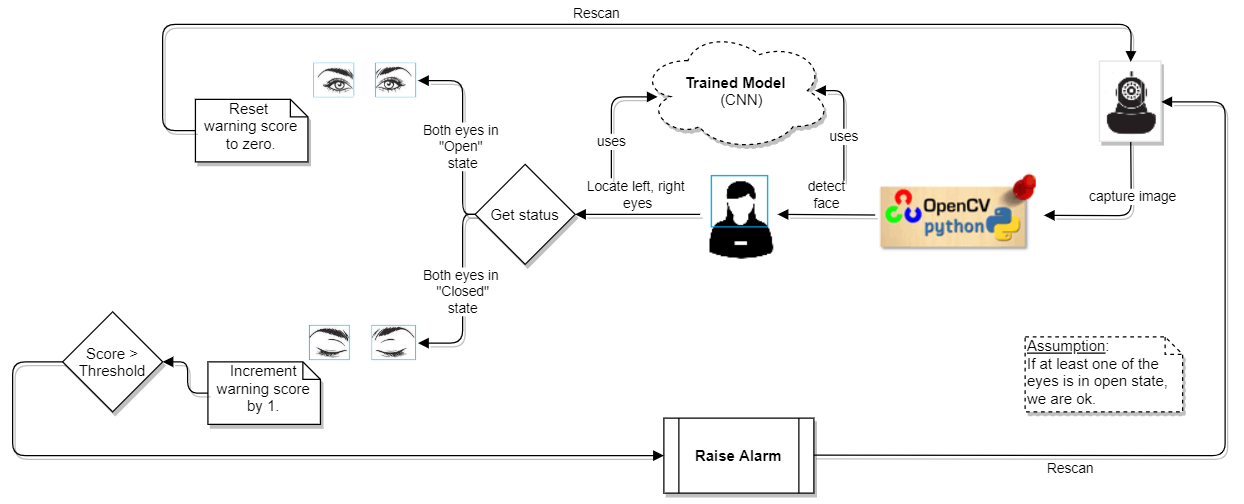 Rescan
Trained Model
(CNN)
Reset
warning score
to zero.
Both eyes in
"Open"
state
uses
uses
Locate left, right
eyes
detect
face
Get status
OpenCV
python
capture image
Both eyes in
"Closed"
state
Score >
Threshold
Increment
warning score
by 1.
Assumption:
If at least one of the
eyes is in open state,
we are ok.
Raise Alarm
Rescan